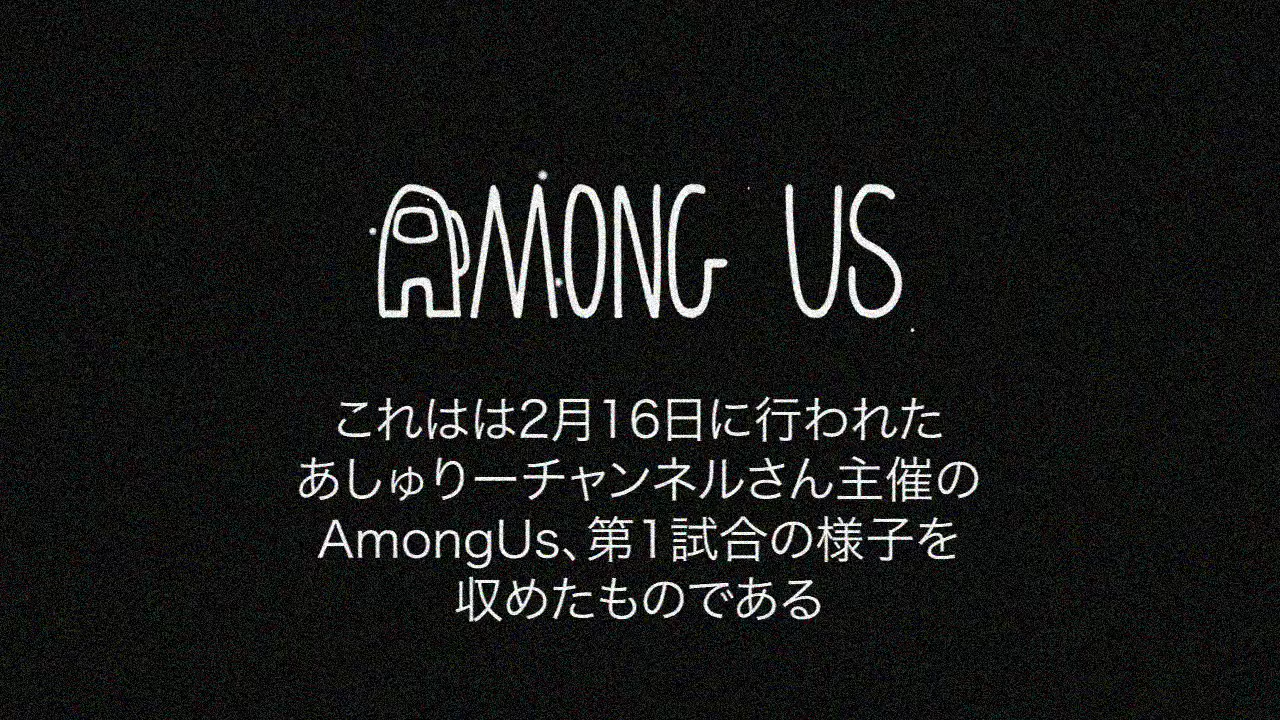 AMONG US
これはは2月16日に行われた
あしゅりーチャンネルさん主催の
AmongUs、第1試合の様子を
収めたものである